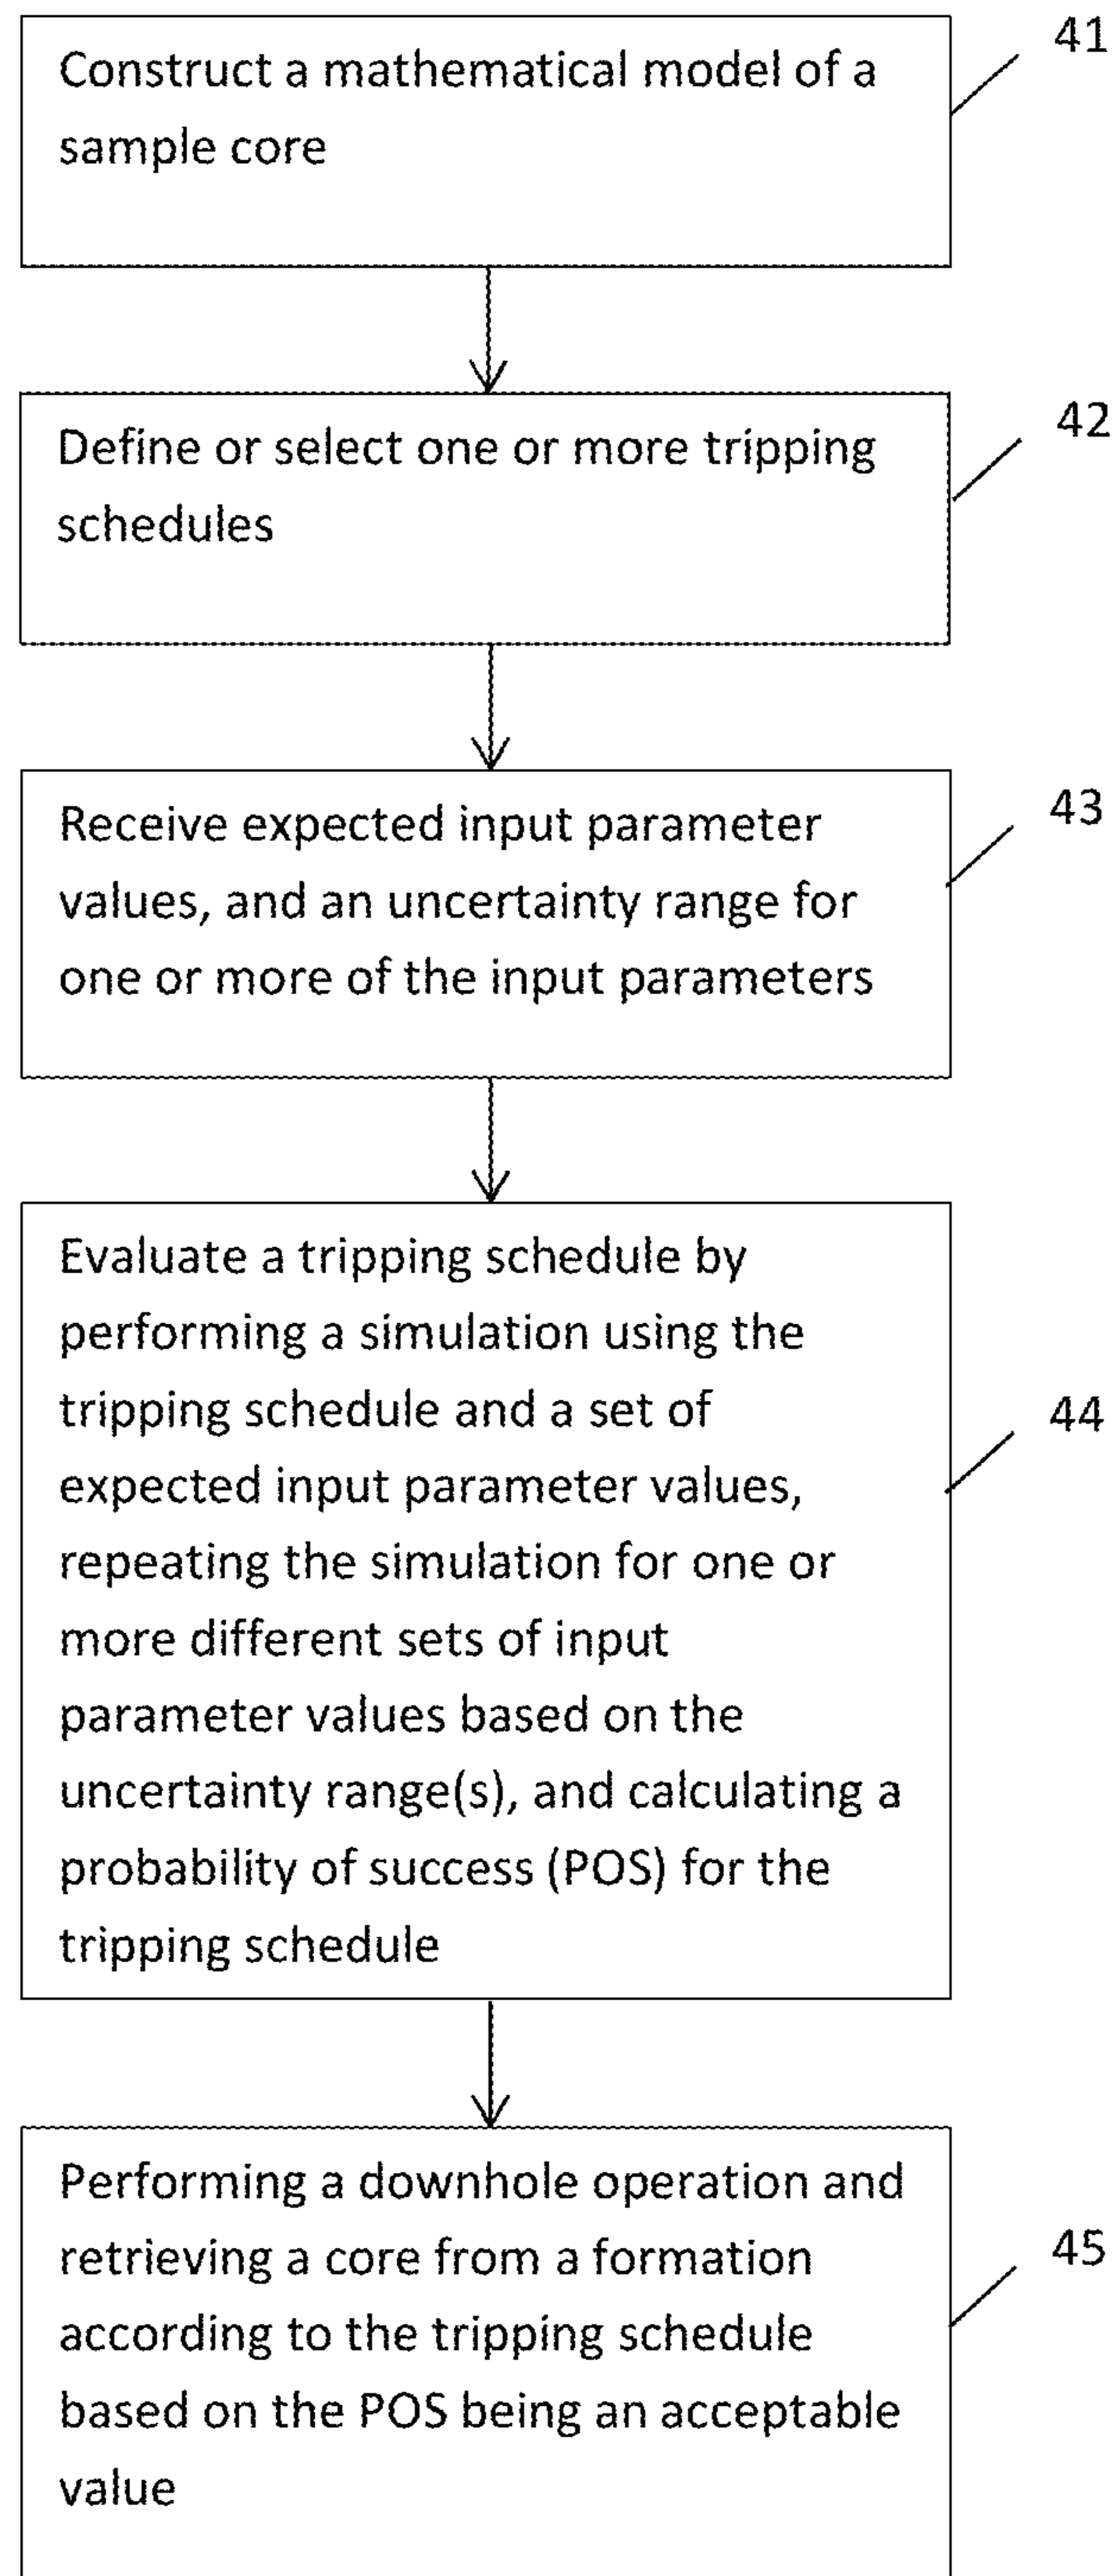 41
Construct a mathematical model of a
sample core
42
Define or select one or more tripping
schedules
43
Receive expected input parameter
values, and an uncertainty range for
one or more of the input parameters
Evaluate a tripping schedule by
performing a simulation using the
tripping schedule and a set of
44
expected input parameter values,
repeating the simulation for one or
more different sets of input
parameter values based on the
uncertainty range(s), and calculating a
probability of success (POS) for the
tripping schedule
Performing a downhole operation and
retrieving a core from a formation
45
according to the tripping schedule
based on the POS being an acceptable
value